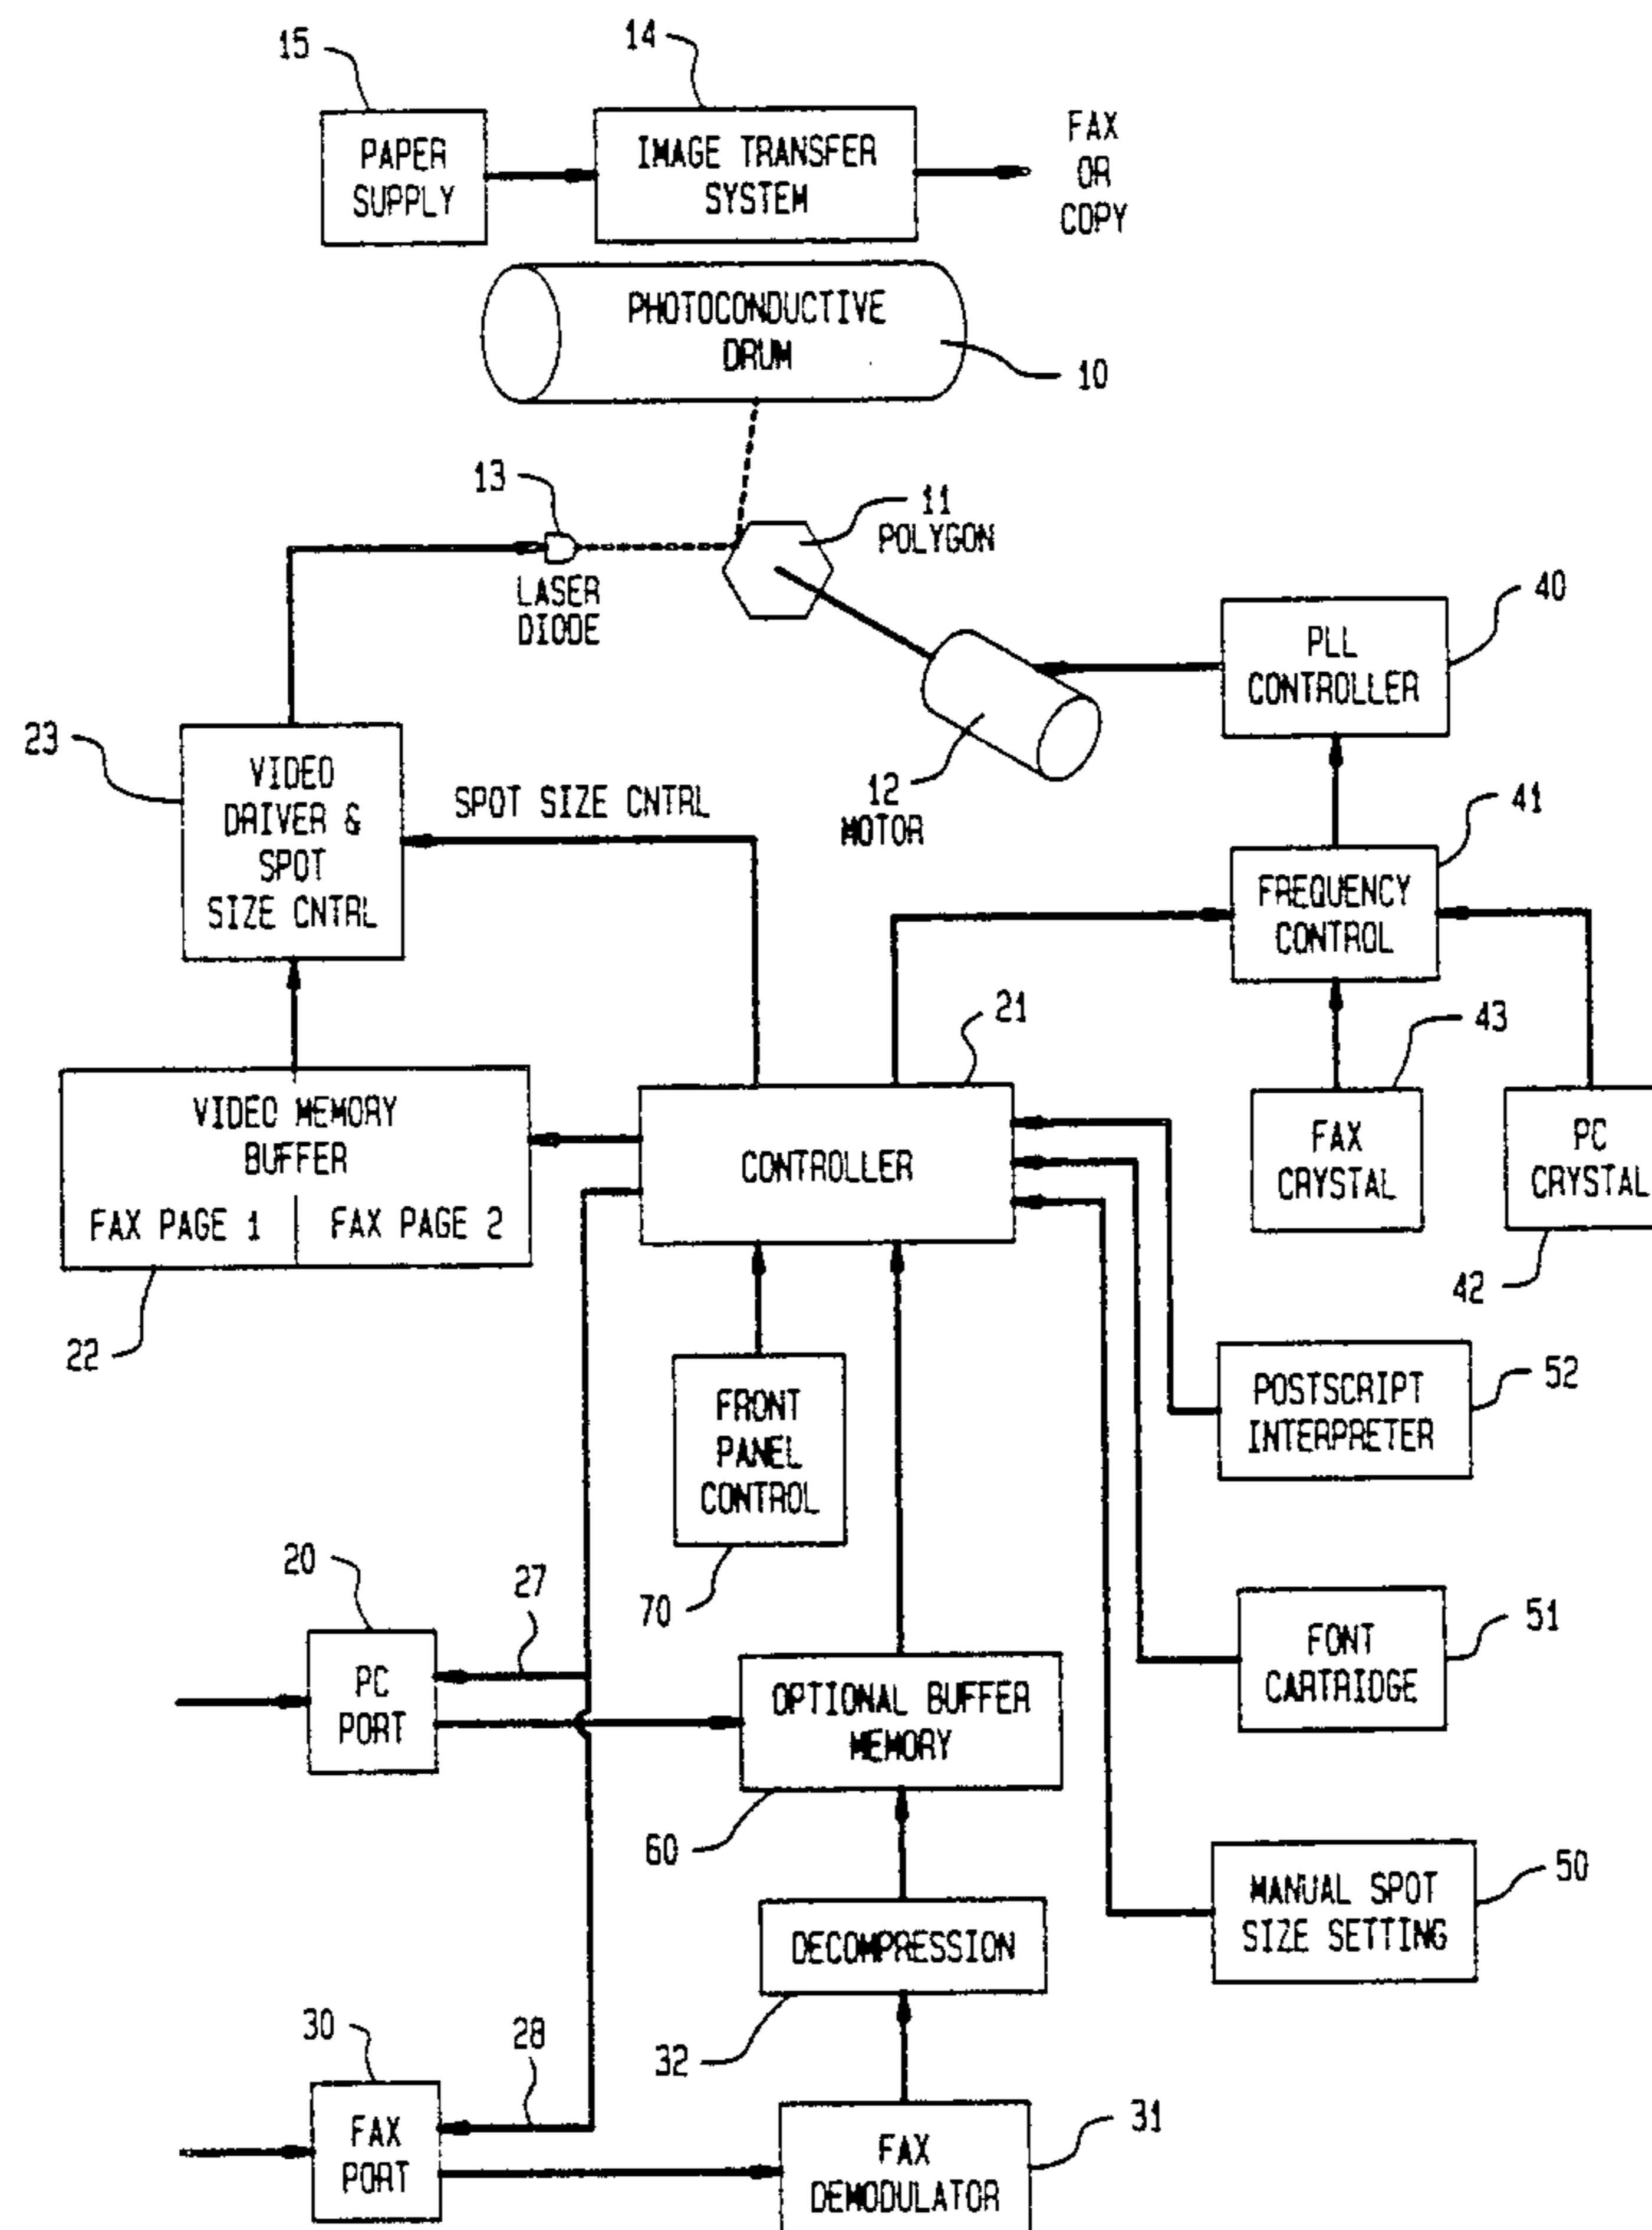 15
14
PAPER
SUPPLY
IMAGE TRANSFER
SYSTEM
FAX
OR
COPY
PHOTOCONDUCTIVE
DRUM
10
13
LASER
DIODE
11
POLYGON
12
MOTOR
40
PLL
CONTROLLER
23
VIDEO
DRIVER &
SPOT
SIZE CNTRL
SPOT SIZE CNTRL
41
FREQUENCY
CONTROL
21
43
VIDEO MEMORY
BUFFER
FAX PAGE 1
FAX PAGE 2
22
CONTROLLER
FAX
CRYSTAL
PC
CRYSTAL
42
FRONT
PANEL
CONTROL
70
POSTSCRIPT
INTERPRETER
52
20
27
PC
PORT
OPTIONAL BUFFER
MEMORY
60
FONT
CARTRIDGE
51
DECOMPRESSION
32
MANUAL SPOT
SIZE SETTING
50
30
28
FAX
PORT
FAX
DEMODULATOR
31